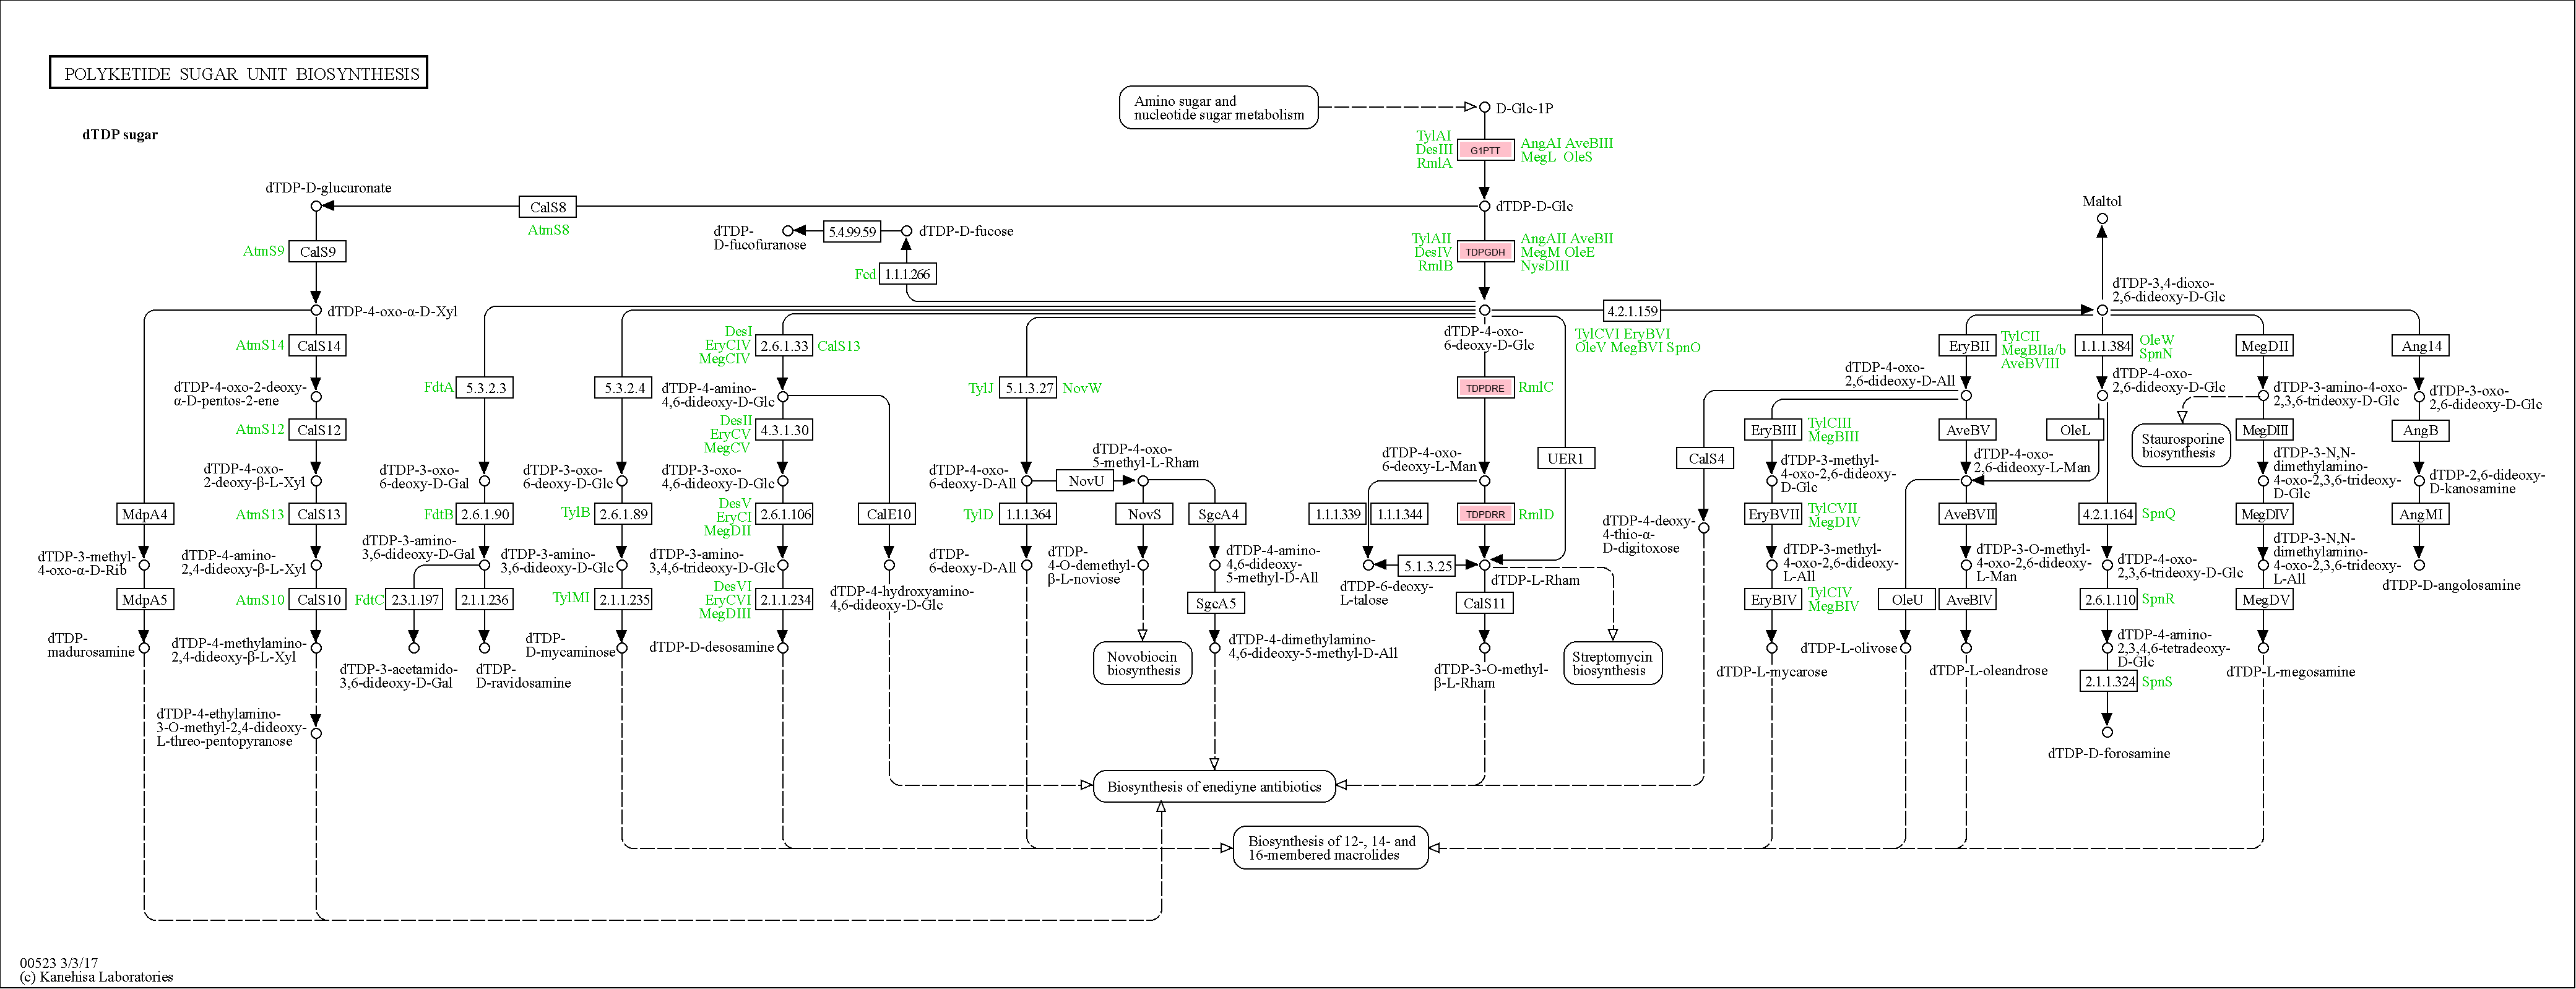 POLYKETIDE SUGAR UNIT BIOSYNTHESIS
dTDP sugar
Amino sugar and
nucleotide sugar metabolism
D-Glc-1P
TylAI
DesIII
RmlA
G1PTT
AngAI AveBIII
MegL OleS
dTDP-D-glucuronate
CalS8
AtmS8
dTDP-D-Glc
Maltol
AtmS9
CalS9
dTDP-
D-fucofuranose
5.4.99.59
dTDP-D-fucose
Fcd
1.1.1.266
TylAII
DesIV
RmlB
TDPGDH
AngAII AveBII
MegM OleE
NysDIII
dTDP-4-oxo-α-D-Xyl
4.2.1.159
dTDP-3,4-dioxo-
2,6-dideoxy-D-Glc
AtmS14
CalS14
DesI
EryCIV
MegCIV
2.6.1.33
CalS13
dTDP-4-oxo-
6-deoxy-D-Glc
TylCVI EryBVI
OleV MegBVI SpnO
EryBII
TylCII
MegBIIa/b
AveBVIII
1.1.1.384
OleW
SpnN
MegDII
Ang14
dTDP-4-oxo-2-deoxy-
α-D-pentos-2-ene
FdtA
5.3.2.3
5.3.2.4
dTDP-4-amino-
4,6-dideoxy-D-Glc
TylJ
5.1.3.27
NovW
TDPDRE
RmlC
dTDP-4-oxo-
2,6-dideoxy-D-All
dTDP-4-oxo-
2,6-dideoxy-D-Glc
dTDP-3-amino-4-oxo-
2,3,6-trideoxy-D-Glc
dTDP-3-oxo-
2,6-dideoxy-D-Glc
AtmS12
CalS12
DesII
EryCV
MegCV
4.3.1.30
EryBIII
TylCIII
MegBIII
AveBV
OleL
Staurosporine
biosynthesis
MegDIII
AngB
dTDP-4-oxo-
2-deoxy-β-L-Xyl
dTDP-3-oxo-
6-deoxy-D-Gal
dTDP-3-oxo-
6-deoxy-D-Glc
dTDP-3-oxo-
4,6-dideoxy-D-Glc
dTDP-4-oxo-
6-deoxy-D-All
NovU
dTDP-4-oxo-
5-methyl-L-Rham
dTDP-4-oxo-
6-deoxy-L-Man
UER1
CalS4
dTDP-3-methyl-
4-oxo-2,6-dideoxy-
D-Glc
dTDP-4-oxo-
2,6-dideoxy-L-Man
dTDP-3-N,N-
dimethylamino-
4-oxo-2,3,6-trideoxy-
D-Glc
dTDP-2,6-dideoxy-
D-kanosamine
MdpA4
AtmS13
CalS13
FdtB
2.6.1.90
TylB
2.6.1.89
DesV
EryCI
MegDII
2.6.1.106
CalE10
TylD
1.1.1.364
NovS
SgcA4
1.1.1.339
1.1.1.344
TDPDRR
RmlD
dTDP-4-deoxy-
4-thio-α-
D-digitoxose
EryBVII
TylCVII
MegDIV
AveBVII
4.2.1.164
SpnQ
MegDIV
AngMI
dTDP-3-methyl-
4-oxo-α-D-Rib
dTDP-4-amino-
2,4-dideoxy-β-L-Xyl
dTDP-3-amino-
3,6-dideoxy-D-Gal
dTDP-3-amino-
3,6-dideoxy-D-Glc
dTDP-3-amino-
3,4,6-trideoxy-D-Glc
dTDP-4-hydroxyamino-
4,6-dideoxy-D-Glc
dTDP-
6-deoxy-D-All
dTDP-
4-O-demethyl-
β-L-noviose
dTDP-4-amino-
4,6-dideoxy-
5-methyl-D-All
5.1.3.25
dTDP-6-deoxy-
L-talose
dTDP-L-Rham
dTDP-3-methyl-
4-oxo-2,6-dideoxy-
L-All
dTDP-3-O-methyl-
4-oxo-2,6-dideoxy-
L-Man
dTDP-4-oxo-
2,3,6-trideoxy-D-Glc
dTDP-3-N,N-
dimethylamino-
4-oxo-2,3,6-trideoxy-
L-All
dTDP-D-angolosamine
MdpA5
AtmS10
CalS10
FdtC
2.3.1.197
2.1.1.236
TylMI
2.1.1.235
DesVI
EryCVI
MegDIII
2.1.1.234
SgcA5
CalS11
EryBIV
TylCIV
MegBIV
OleU
AveBIV
2.6.1.110
SpnR
MegDV
dTDP-
madurosamine
dTDP-4-methylamino-
2,4-dideoxy-β-L-Xyl
dTDP-3-acetamido-
3,6-dideoxy-D-Gal
dTDP-
D-ravidosamine
dTDP-
D-mycaminose
dTDP-D-desosamine
Novobiocin
biosynthesis
dTDP-4-dimethylamino-
4,6-dideoxy-5-methyl-D-All
dTDP-3-O-methyl-
β-L-Rham
Streptomycin
biosynthesis
dTDP-L-mycarose
dTDP-L-olivose
dTDP-L-oleandrose
dTDP-4-amino-
2,3,4,6-tetradeoxy-
D-Glc
dTDP-L-megosamine
2.1.1.324
SpnS
dTDP-4-ethylamino-
3-O-methyl-2,4-dideoxy-
L-threo-pentopyranose
dTDP-D-forosamine
Biosynthesis of enediyne antibiotics
Biosynthesis of 12-, 14- and
16-membered macrolides
00523 3/3/17
(c) Kanehisa Laboratories